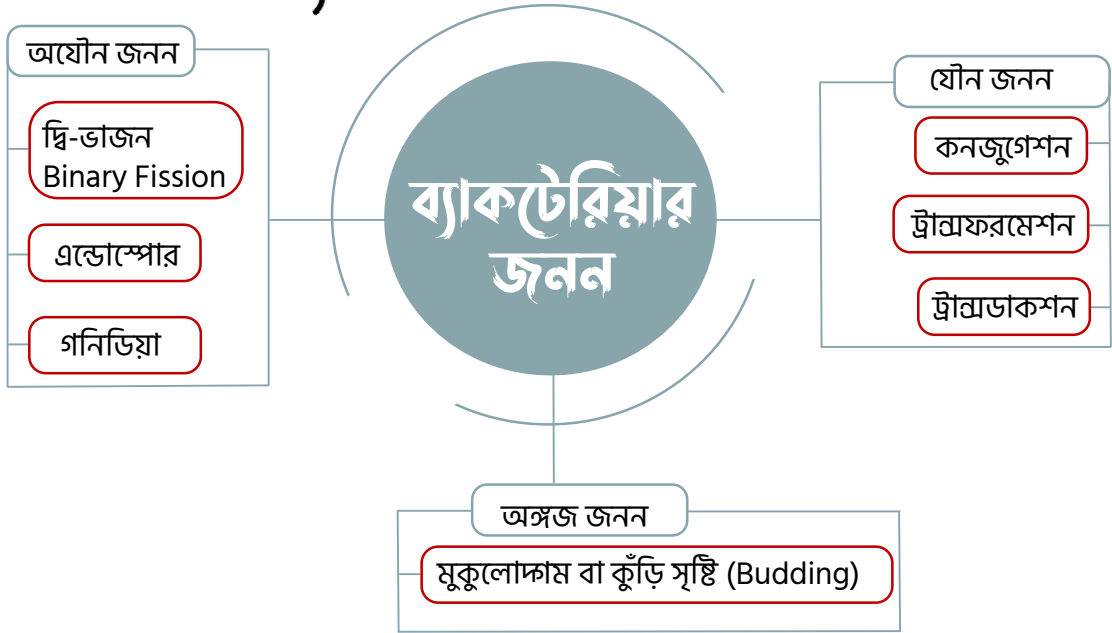 ব্যাকটেরিয়ার
জনন
অযৌন জনন
দ্বি-ভাজন
Binary Fission
এন্ডোস্পোর
গনিডিয়া
যৌন জনন
কনজুগেশন
ট্রান্সফরমেশন
ট্রান্সডাকশন
অঙ্গজ জনন
মুকুলোদ্গম বা কুঁড়ি সৃষ্টি (Budding)